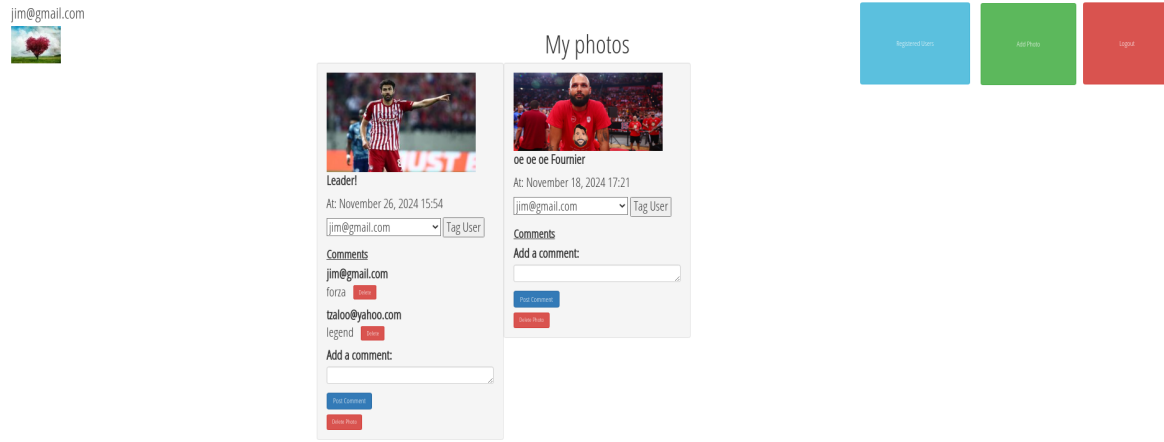 jim@gmail.com
Registered Users
Add Photo
Logout
My photos
Leader!
At: November 26, 2024 15:54
jim@gmail.com Tag User
Comments
jim@gmail.com
forza Delete
tzaloo@yahoo.com
legend Delete
Add a comment:
Post Comment
Delete Photo
oe oe oe Fournier
At: November 18, 2024 17:21
jim@gmail.com Tag User
Comments
Add a comment:
Post Comment
Delete Photo